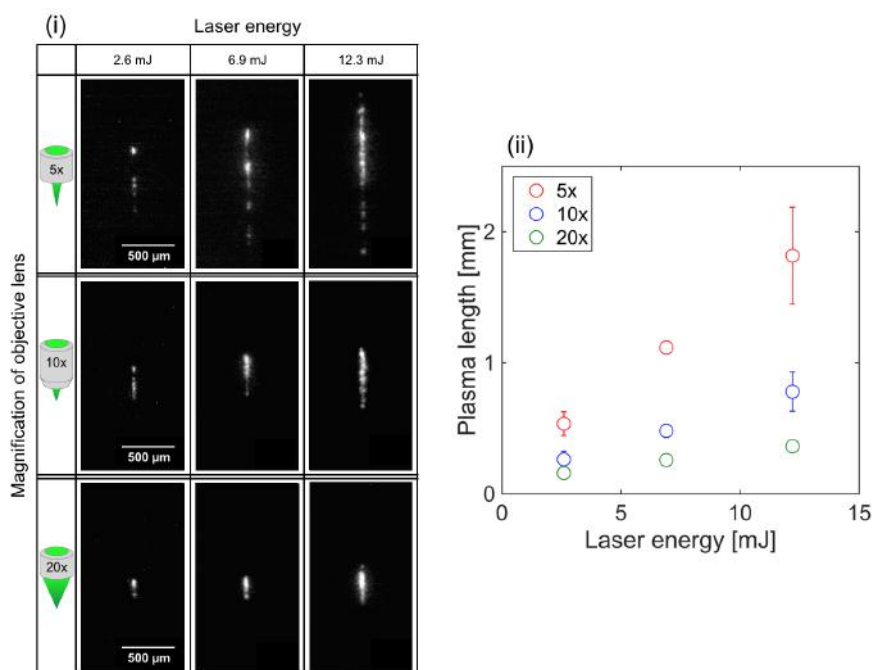 (i)
Laser energy
2.6 mJ 6.9 mJ 12.3 mJ
Magnification of objective lens
5x
500 µm
10x
500 µm
20x
500 µm
(ii)
5x
10x
20x
Plasma length [mm]
2
1
0
0 5 10 15
Laser energy [mJ]